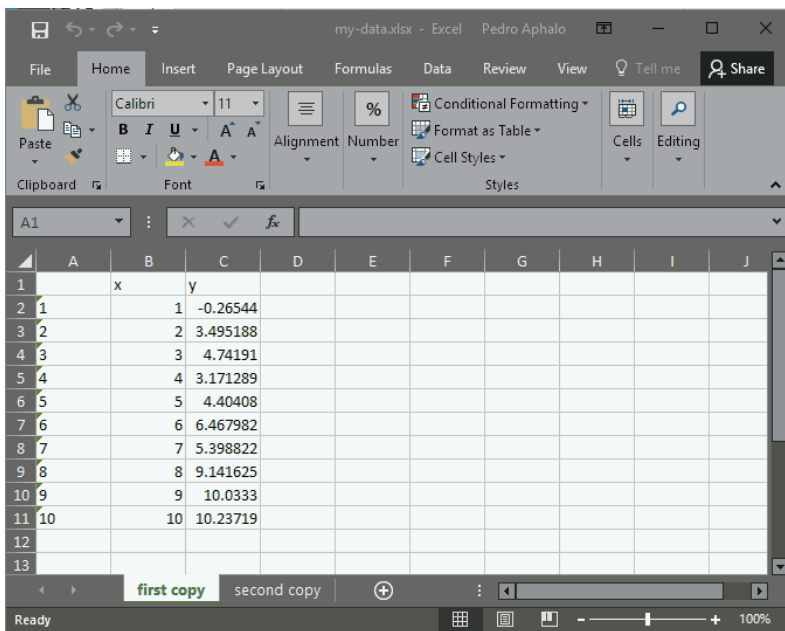 my-data.xlsx - Excel Pedro Aphalo
File Home Insert Page Layout Formulas Data Review View Tell me Share
Paste
Clipboard
Calibri 11
B I U A A
A
Font
Alignment
% Number
Conditional Formatting
Format as Table
Cell Styles
Styles
Cells
Editing
A1 fx
A B C D E F G H I J
1 x y
2 1 1 -0.26544
3 2 2 3.495188
4 3 3 4.74191
5 4 4 3.171289
6 5 5 4.40408
7 6 6 6.467982
8 7 7 5.398822
9 8 8 9.141625
10 9 9 10.0333
11 10 10 10.23719
12
13
first copy second copy
Ready 100%